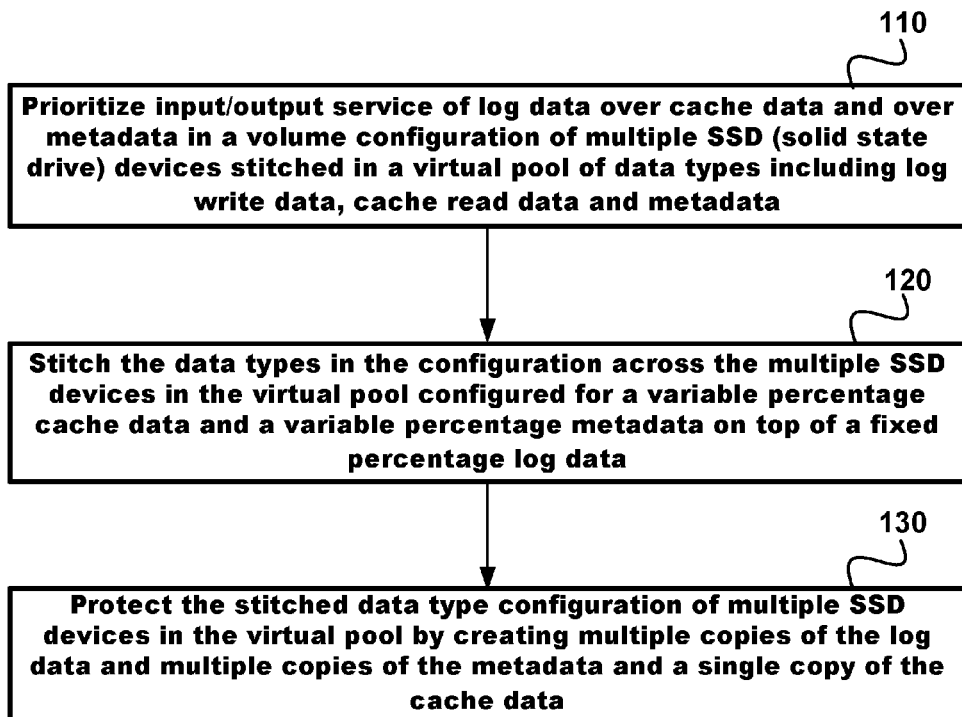 110
Prioritize input/output service of log data over cache data and over
metadata in a volume configuration of multiple SSD (solid state
drive) devices stitched in a virtual pool of data types including log
write data, cache read data and metadata
120
Stitch the data types in the configuration across the multiple SSD
devices in the virtual pool configured for a variable percentage
cache data and a variable percentage metadata on top of a fixed
percentage log data
130
Protect the stitched data type configuration of multiple SSD
devices in the virtual pool by creating multiple copies of the log
data and multiple copies of the metadata and a single copy of the
cache data